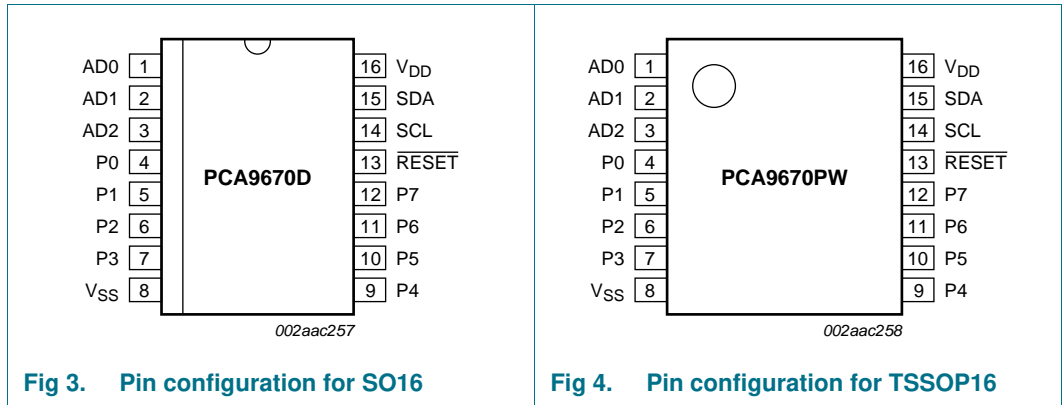 AD0 1 16 VDD
AD1 2 15 SDA
AD2 3 14 SCL
P0 4 13 RESET
PCA9670D
P1 5 12 P7
P2 6 11 P6
P3 7 10 P5
VSS 8 9 P4
002aac257
Fig 3. Pin configuration for SO16
AD0 1 16 VDD
AD1 2 15 SDA
AD2 3 14 SCL
P0 4 13 RESET
PCA9670PW
P1 5 12 P7
P2 6 11 P6
P3 7 10 P5
VSS 8 9 P4
002aac258
Fig 4. Pin configuration for TSSOP16